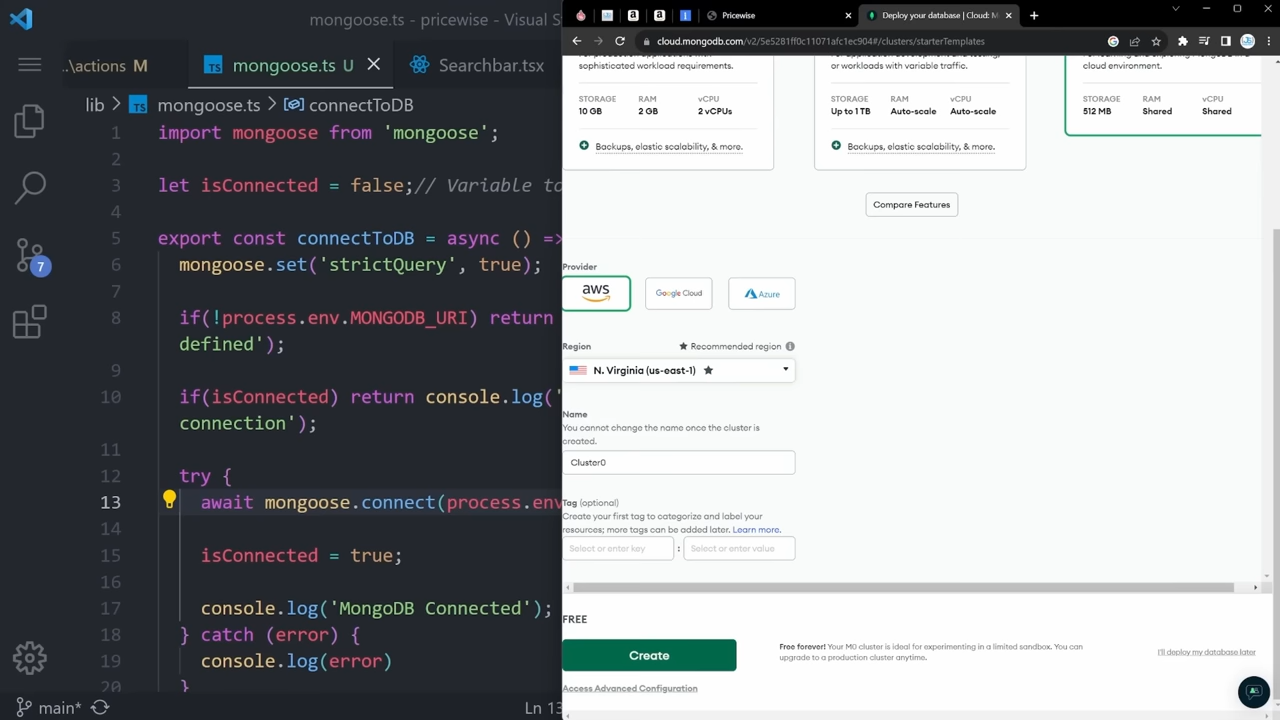 mongoose.ts - pricewise - Visual S
..\actions M
TS mongoose.ts U
Searchbar.tsx
lib > TS mongoose.ts > connectToDB
1 import mongoose from 'mongoose';
2
3 let isConnected = false;// Variable to
4
5 export const connectToDB = async () =>
6 mongoose.set('strictQuery', true);
7
8 if(!process.env.MONGODB_URI) return
defined');
9
10 if(isConnected) return console.log('
connection');
11
12 try {
13 await mongoose.connect(process.env
14
15 isConnected = true;
16
17 console.log('MongoDB Connected');
18 } catch (error) {
19 console.log(error)
20 }
7
main*
Ln 13
Pricewise
Deploy your database | Cloud: M
cloud.mongodb.com/v2/5e5281ff0c11071afc1ec904#/clusters/starterTemplates
sophisticated workload requirements.
STORAGE RAM vCPU
10 GB 2 GB 2 vCPUs
Backups, elastic scalability, & more.
or workloads with variable traffic.
STORAGE RAM vCPU
Up to 1 TB Auto-scale Auto-scale
Backups, elastic scalability, & more.
cloud environment.
STORAGE RAM vCPU
512 MB Shared Shared
Compare Features
Provider
aws Google Cloud Azure
Region ★ Recommended region
N. Virginia (us-east-1) ★
Name
You cannot change the name once the cluster is
created.
Cluster0
Tag (optional)
Create your first tag to categorize and label your
resources; more tags can be added later. Learn more.
Select or enter key : Select or enter value
FREE
Create
Free forever! Your M0 cluster is ideal for experimenting in a limited sandbox. You can
upgrade to a production cluster anytime.
I'll deploy my database later
Access Advanced Configuration